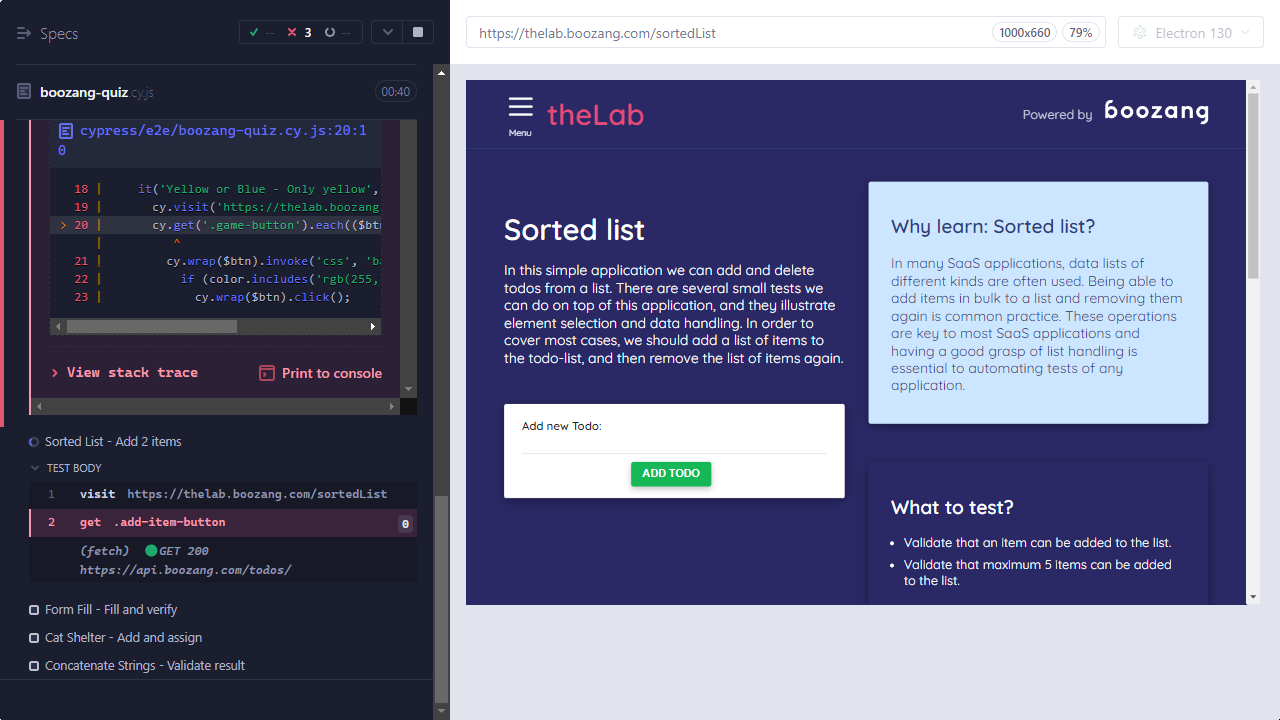 Specs
-- 3 --
boozang-quiz.cy.js
00:40
cypress/e2e/boozang-quiz.cy.js:20:1
0
18 | it('Yellow or Blue - Only yellow',
19 | cy.visit('https://thelab.boozang
> 20 | cy.get('.game-button').each(($btn
| ^
21 | cy.wrap($btn).invoke('css', 'ba
22 | if (color.includes('rgb(255,
23 | cy.wrap($btn).click();
> View stack trace
Print to console
Sorted List - Add 2 items
TEST BODY
1 visit https://thelab.boozang.com/sortedList
2 get .add-item-button 0
(fetch) GET 200
https://api.boozang.com/todos/
Form Fill - Fill and verify
Cat Shelter - Add and assign
Concatenate Strings - Validate result
https://thelab.boozang.com/sortedList
1000x660
79%
Electron 130
Menu
theLab
Powered by boozang
Sorted list
In this simple application we can add and delete
todos from a list. There are several small tests we
can do on top of this application, and they illustrate
element selection and data handling. In order to
cover most cases, we should add a list of items to
the todo-list, and then remove the list of items again.
Add new Todo:
ADD TODO
Why learn: Sorted list?
In many SaaS applications, data lists of
different kinds are often used. Being able to
add items in bulk to a list and removing them
again is common practice. These operations
are key to most SaaS applications and
having a good grasp of list handling is
essential to automating tests of any
application.
What to test?
• Validate that an item can be added to the list.
• Validate that maximum 5 items can be added
to the list.